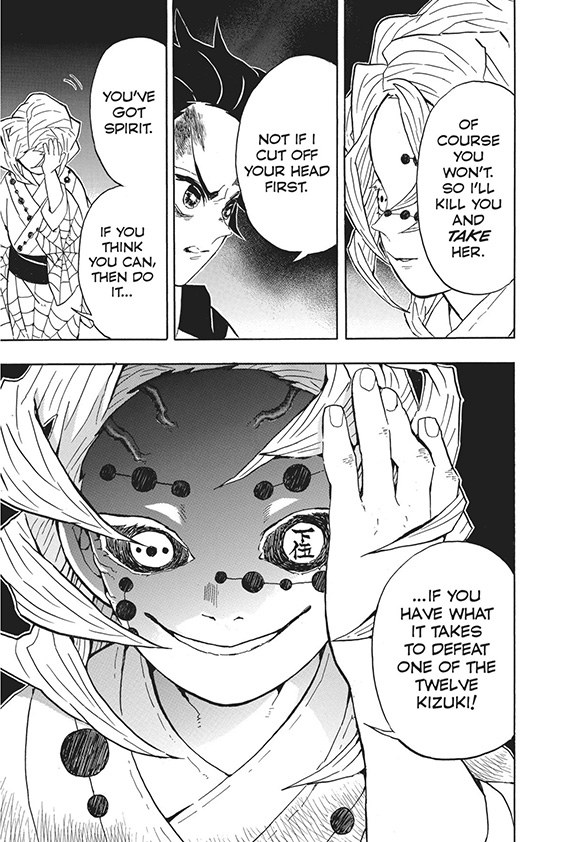 OF
COURSE
YOU
WON'T.
SO I'LL
KILL YOU
AND
TAKE
HER.
NOT IF I
CUT OFF
YOUR HEAD
FIRST.
YOU'VE
GOT
SPIRIT.
IF YOU
THINK
YOU CAN,
THEN DO
IT...
下伍
...IF YOU
HAVE WHAT
IT TAKES
TO DEFEAT
ONE OF THE
TWELVE
KIZUKI!